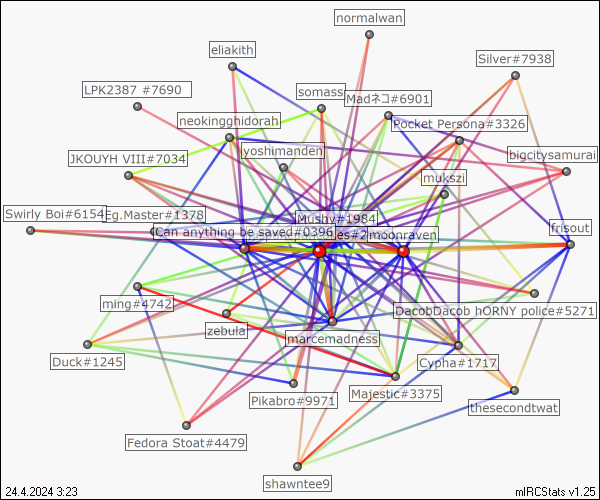 normalwan
eliakith
Silver#7938
LPK2387 #7690
somass
Madネコ#6901
neokingghidorah
Pocket Persona#3326
yoshimanden
bigcitysamurai
JKOUYH VIII#7034
mukszi
Swirly Boi#6154
Eg.Master#1378
Mushy#1984
frisout
Can anything be saved#0396
moonraven
ming#4742
DacobDacob hORNY police#5271
zebula
marcemadness
Duck#1245
Cypha#1717
Pikabro#9971
Majestic#3375
thesecondtwat
Fedora Stoat#4479
shawntee9
24.4.2024 3:23
mIRCStats v1.25